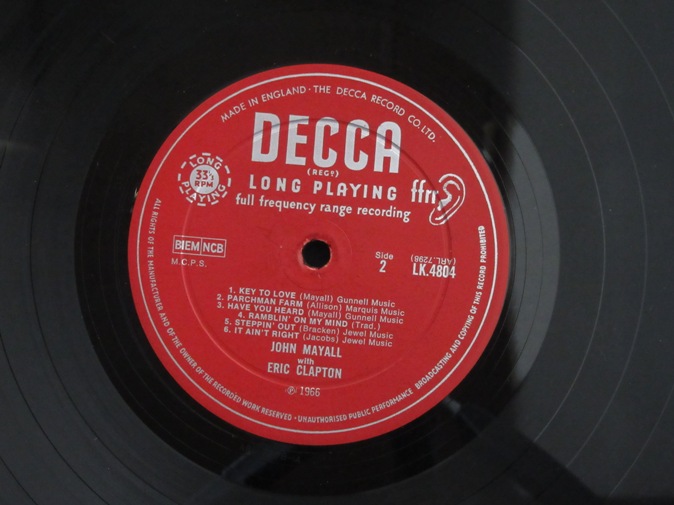 MADE IN ENGLAND · THE DECCA RECORD CO. LTD.
DECCA
(REGD)
LONG PLAYING ffrr
full frequency range recording
LONG
33⅓
RPM
PLAYING
BIEM NCB
M.C.P.S.
Side
2
(ARL.7298)
LK.4804
1. KEY TO LOVE (Mayall) Gunnell Music
2. PARCHMAN FARM (Allison) Marquis Music
3. HAVE YOU HEARD (Mayall) Gunnell Music
4. RAMBLIN' ON MY MIND (Trad.)
5. STEPPIN' OUT (Bracken) Jewel Music
6. IT AIN'T RIGHT (Jacobs) Jewel Music
JOHN MAYALL
with
ERIC CLAPTON
℗ 1966
ALL RIGHTS OF THE MANUFACTURER AND OF THE OWNER OF THE RECORDED WORK RESERVED · UNAUTHORISED PUBLIC PERFORMANCE BROADCASTING AND COPYING OF THIS RECORD PROHIBITED